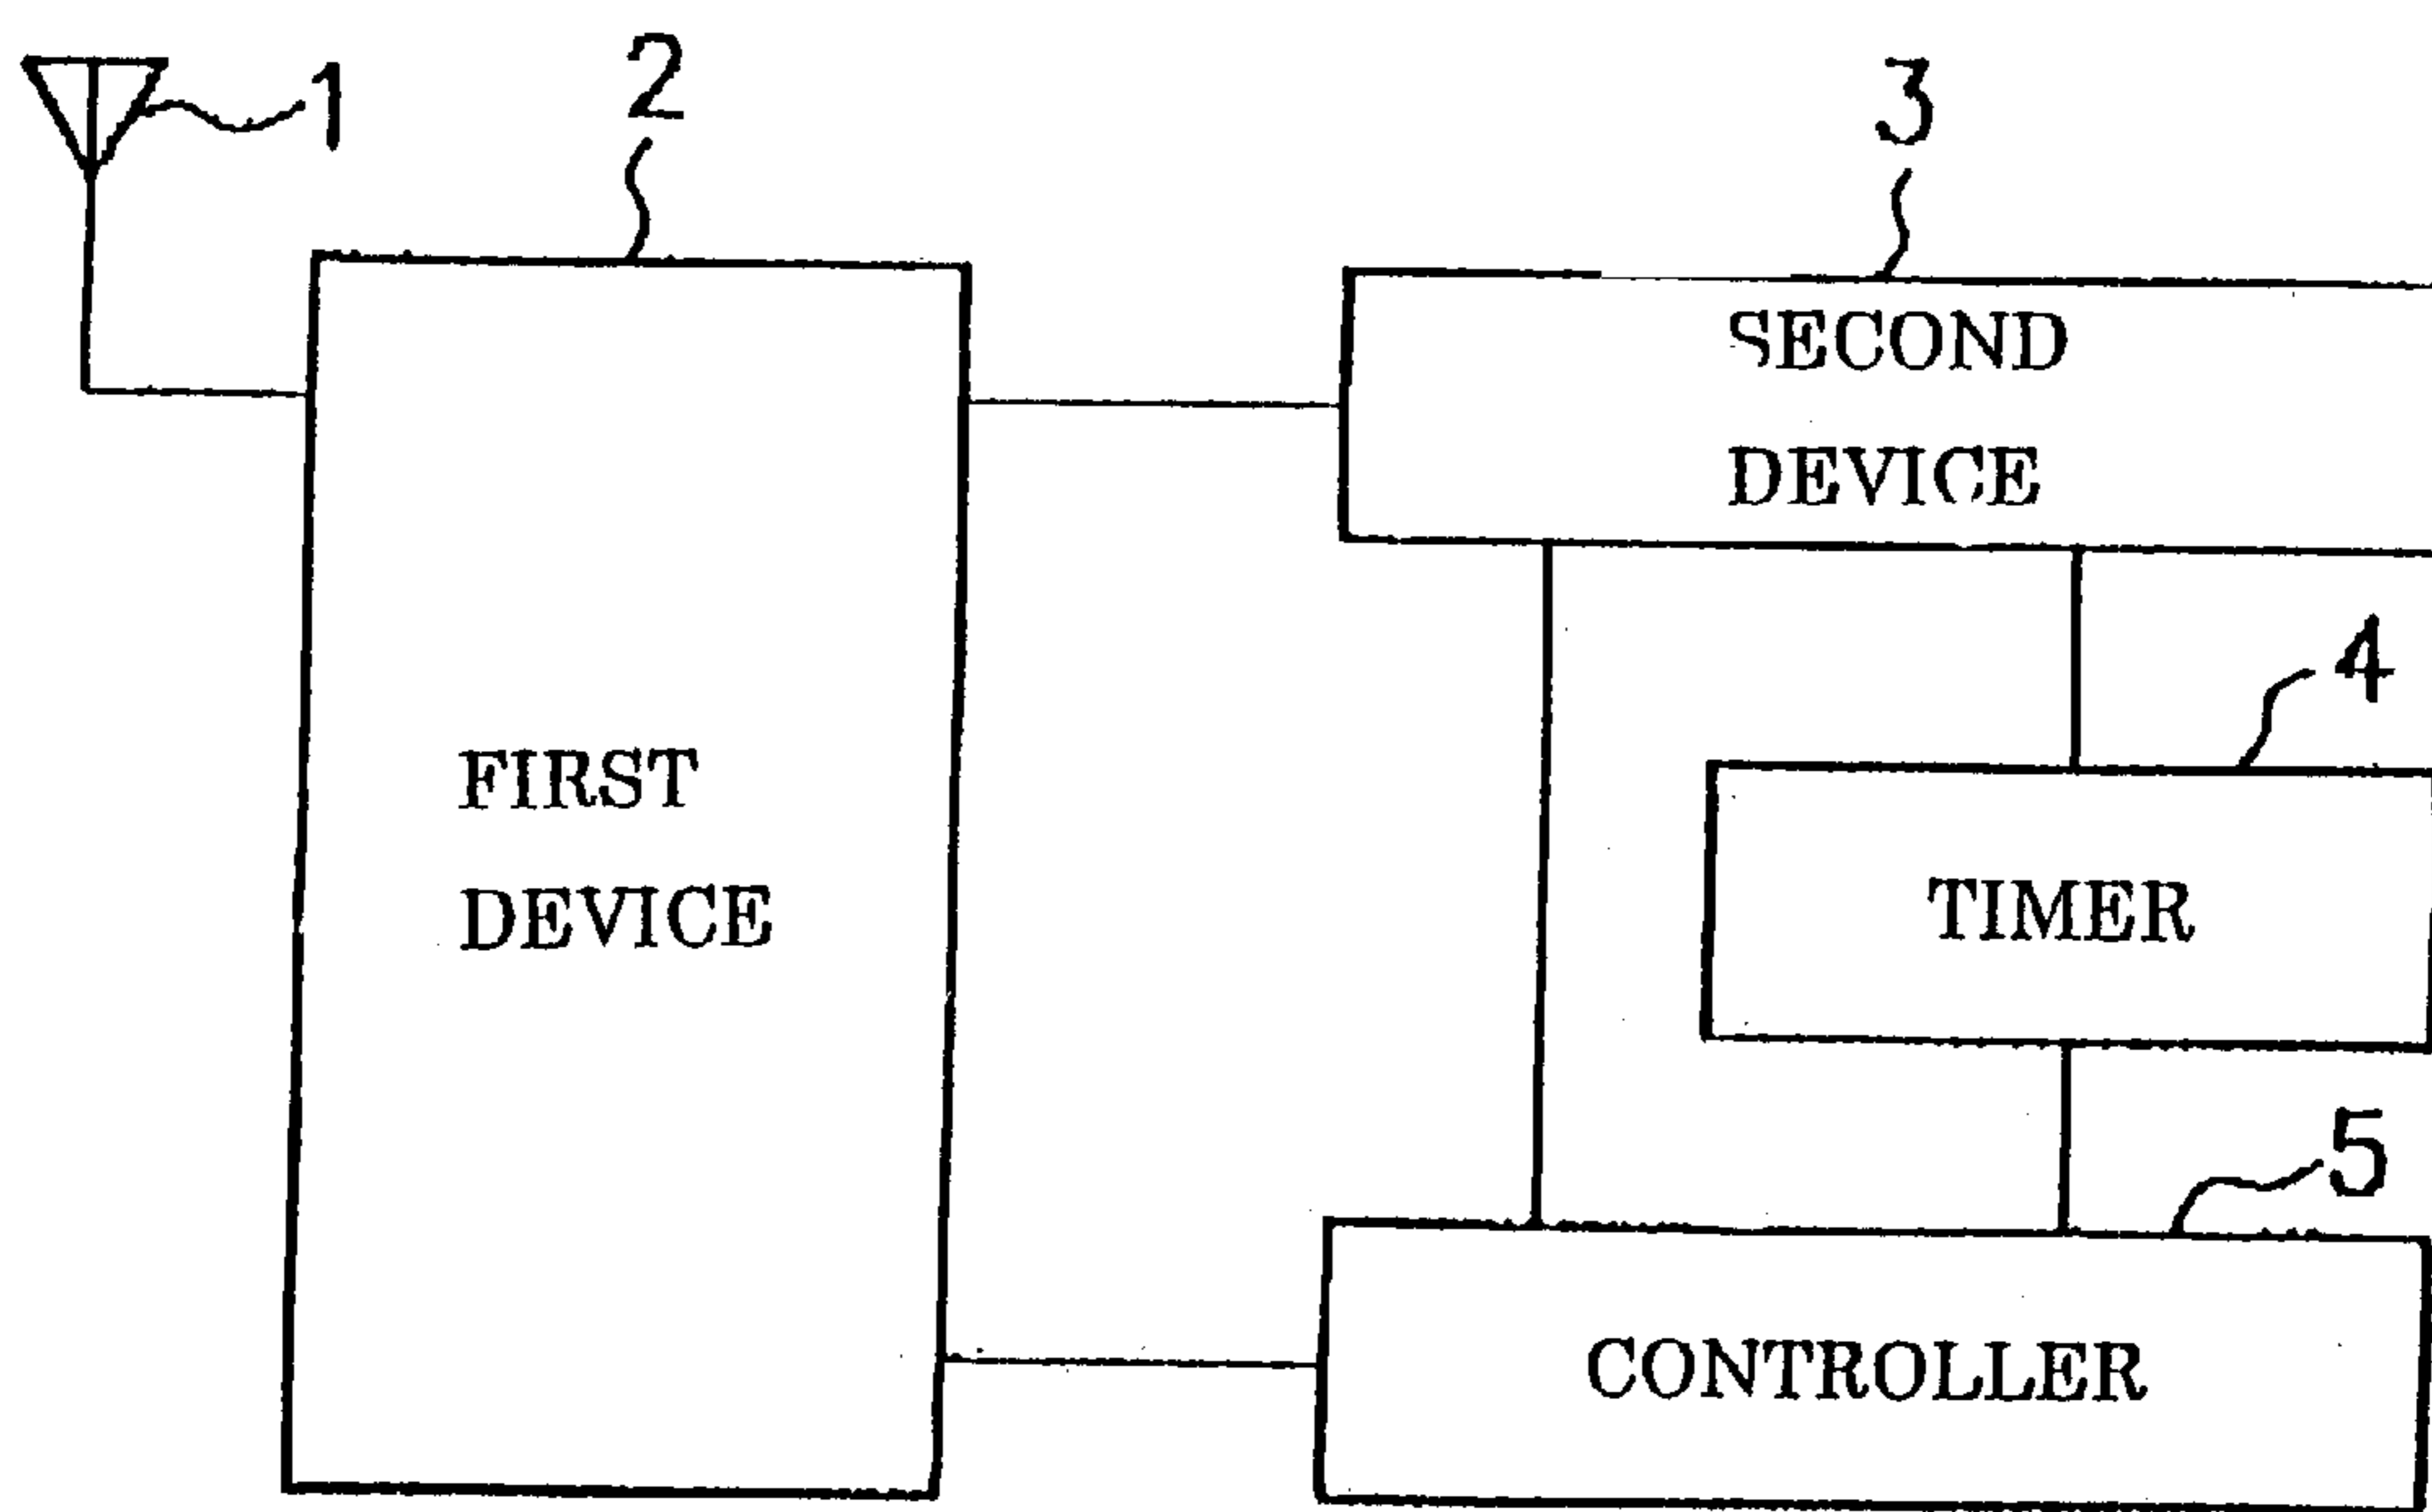 1
2
3
SECOND
DEVICE
4
FIRST
DEVICE
TIMER
5
CONTROLLER